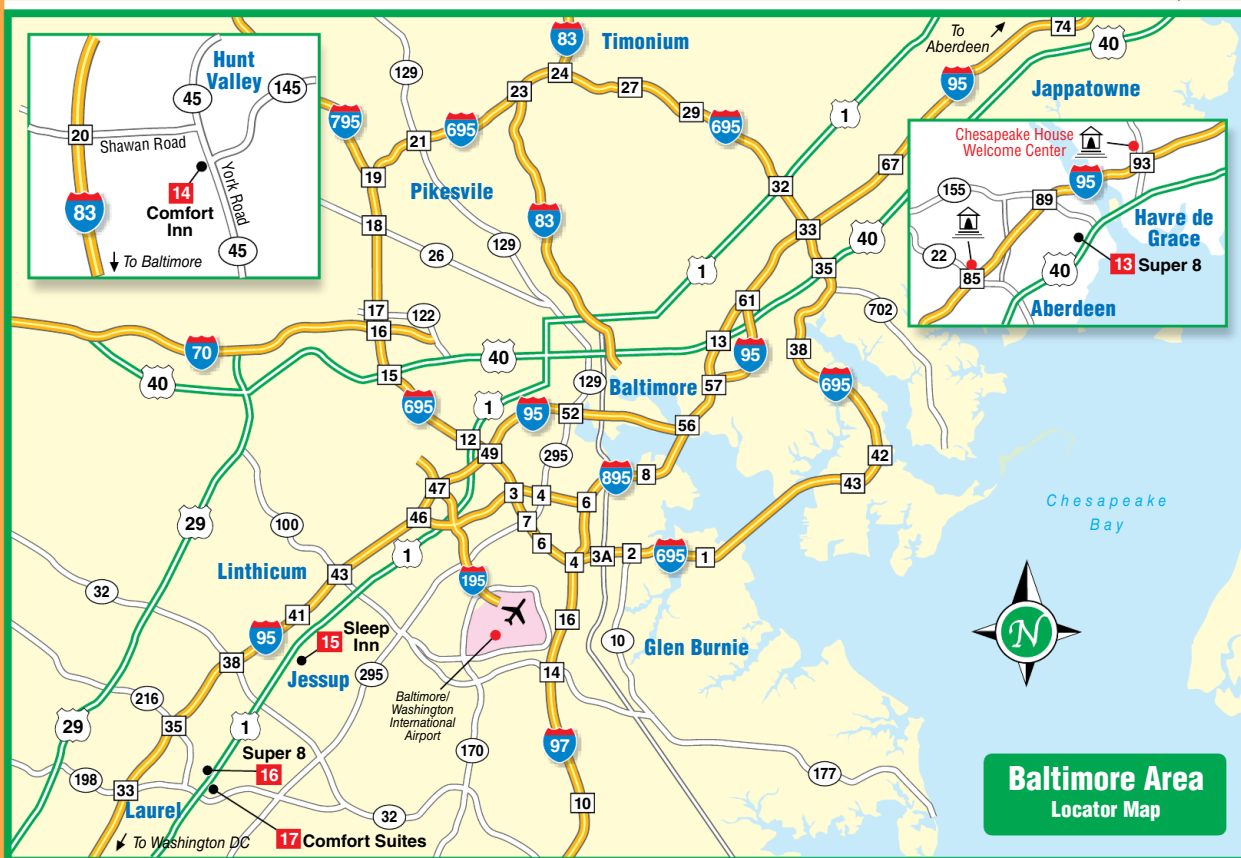 83
Timonium
To
Aberdeen
74
40
95
Jappatowne
Hunt
Valley
45
145
20
Shawan Road
York Road
14
Comfort
Inn
83
45
To Baltimore
129
24
23
27
29
695
1
795
21
695
19
Pikesvile
18
83
129
26
32
67
33
40
35
1
Chesapeake House
Welcome Center
93
95
155
89
Havre de
Grace
22
85
40
13 Super 8
Aberdeen
17
16
122
61
702
70
40
40
13
95
38
15
129
Baltimore
57
695
695
1
95
52
56
12
49
295
895
8
42
43
47
3
4
6
46
7
29
100
1
6
4
3A
2
695
1
Chesapeake
Bay
Linthicum
43
195
32
41
16
95
15
Sleep
Inn
10
Glen Burnie
N
38
Jessup
295
14
Baltimore/
Washington
International
Airport
216
35
29
1
97
170
Super 8
16
177
198
33
Laurel
10
32
To Washington DC
17 Comfort Suites
Baltimore Area
Locator Map